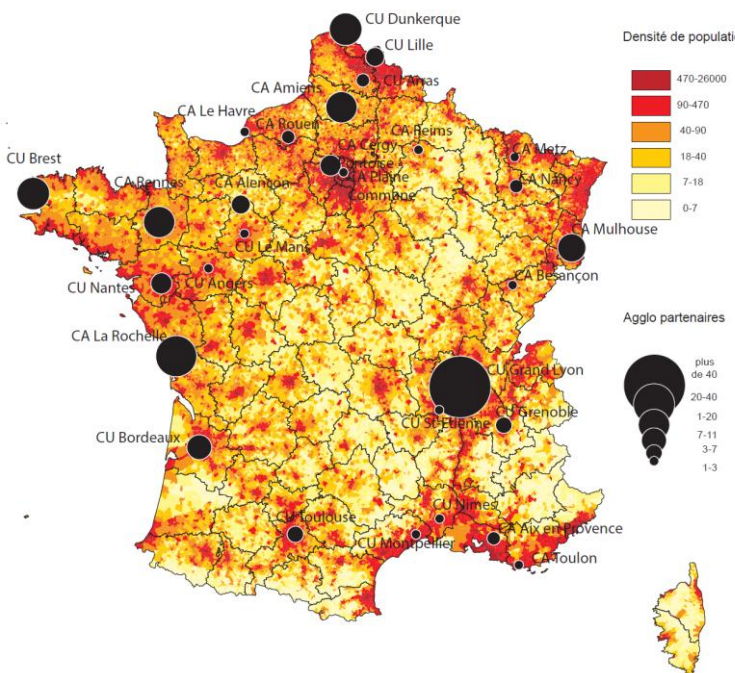 CU Dunkerque
CU Lille
Densité de populati
CU Arras
470-26000
CA Amiens
90-470
CA Le Havre
CA Rouen
40-90
CA Cergy
Pontoise
CA Reims
CA Metz
18-40
CU Brest
CA Rennes
CA Alençon
CA Plaine
Commune
CA Nancy
7-18
0-7
CA Mulhouse
CU Le Mans
CU Nantes
CU Angers
CA Besançon
Agglo partenaires
CA La Rochelle
plus
de 40
CU Grand Lyon
20-40
1-20
CU St-Etienne
CU Grenoble
7-11
CU Bordeaux
3-7
1-3
CU Nimes
CU Toulouse
CA Aix en Provence
CU Montpellier
CA Toulon